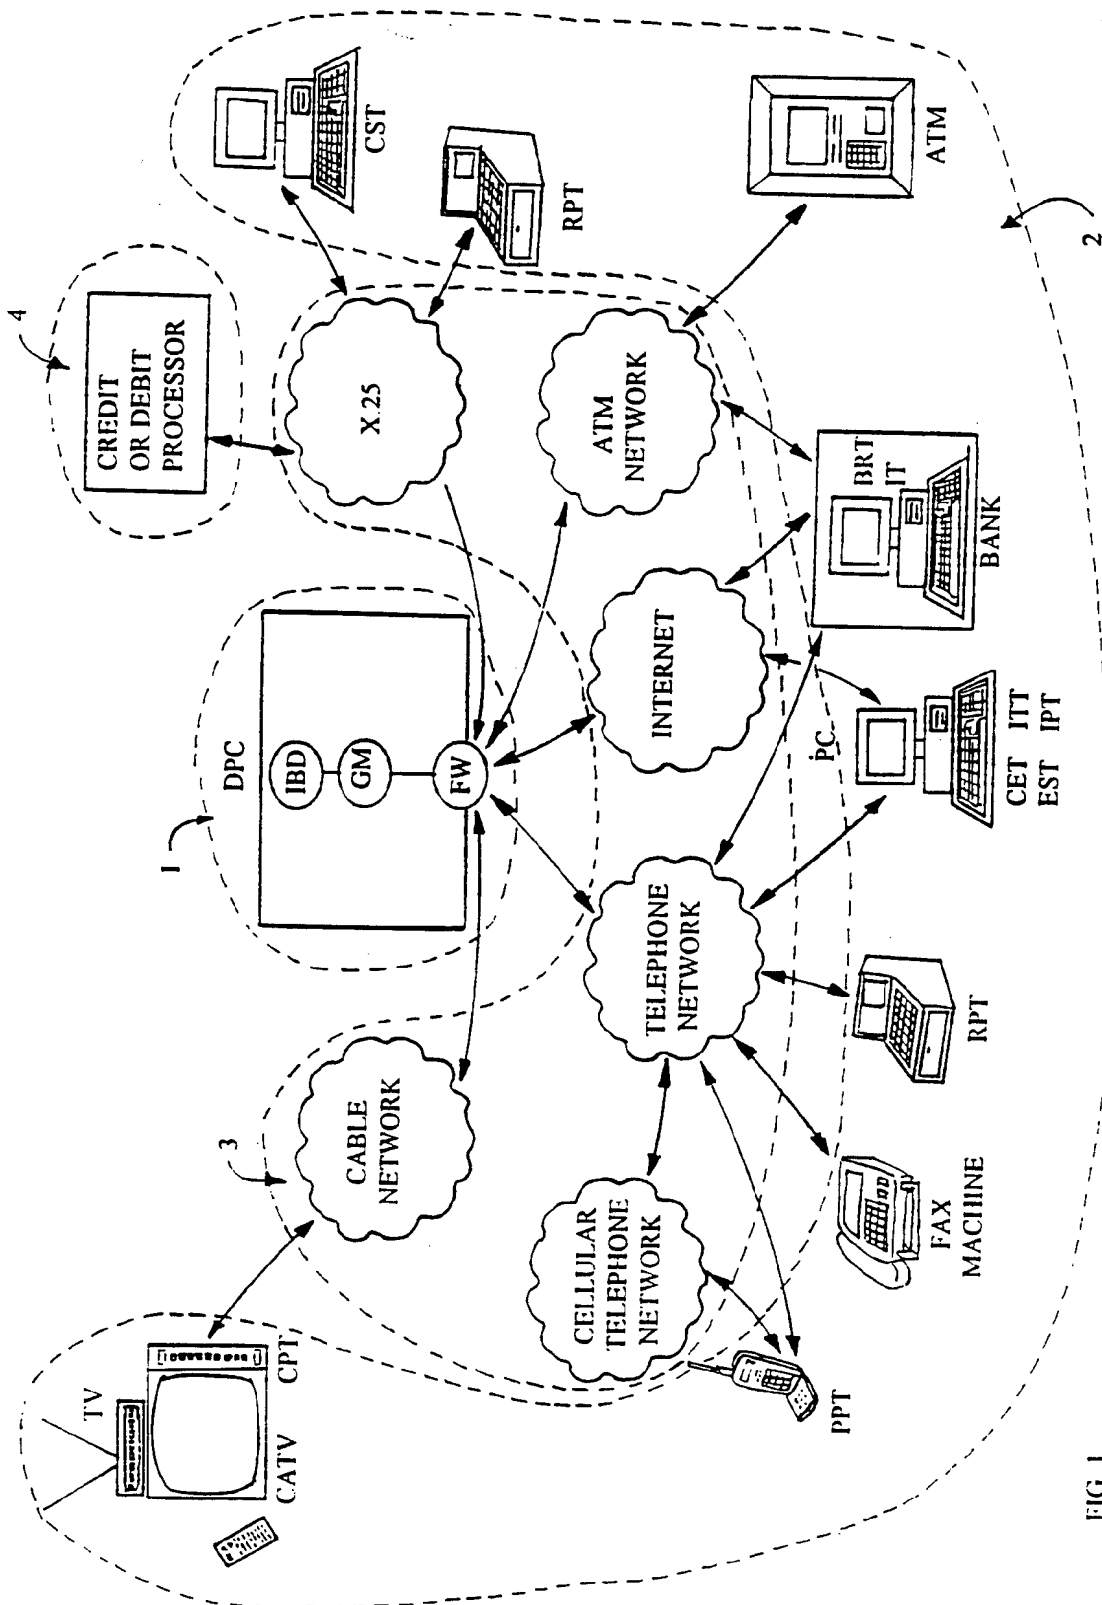 TV
CATV
CPT
3
CABLE
NETWORK
1
DPC
IBD
GM
FW
4
CREDIT
OR DEBIT
PROCESSOR
X.25
CST
RPT
CELLULAR
TELEPHONE
NETWORK
TELEPHONE
NETWORK
INTERNET
ATM
NETWORK
PPT
FAX
MACHINE
RPT
PC
CET ITT
EST IPT
BRT
IT
BANK
ATM
2
FIG. 1